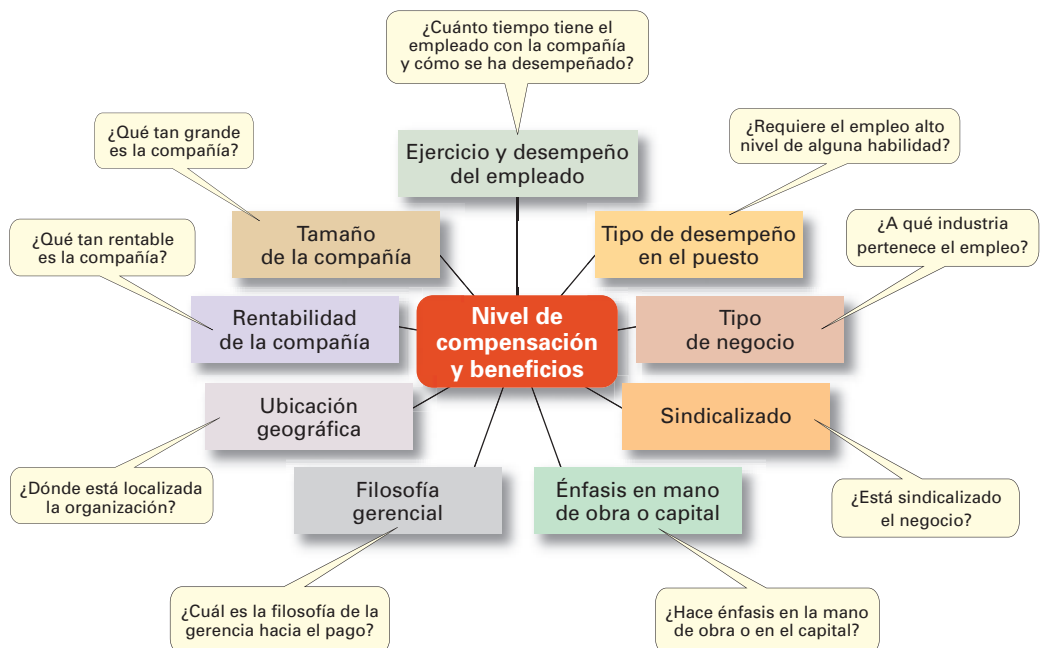 ¿Cuánto tiempo tiene el
empleado con la compañía
y cómo se ha desempeñado?
¿Qué tan grande
es la compañía?
Ejercicio y desempeño
del empleado
¿Requiere el empleo alto
nivel de alguna habilidad?
Tamaño
de la compañía
Tipo de desempeño
en el puesto
¿Qué tan rentable
es la compañía?
¿A qué industria
pertenece el empleo?
Rentabilidad
de la compañía
Nivel de
compensación
y beneficios
Tipo
de negocio
Ubicación
geográfica
Sindicalizado
¿Dónde está localizada
la organización?
Filosofía
gerencial
Énfasis en mano
de obra o capital
¿Está sindicalizado
el negocio?
¿Cuál es la filosofía de la
gerencia hacia el pago?
¿Hace énfasis en la mano
de obra o en el capital?